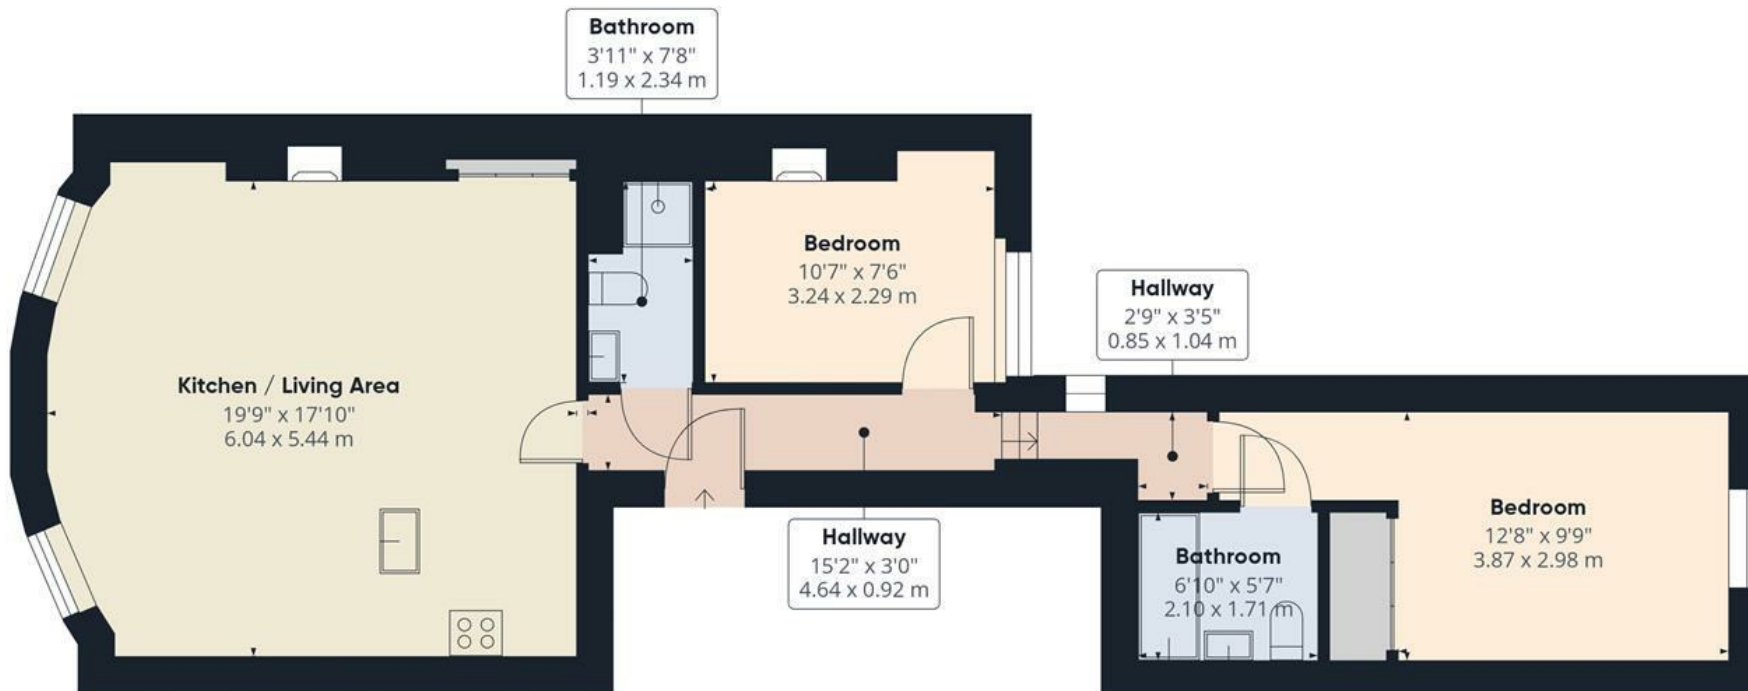 Bathroom
3'11" x 7'8"
1.19 x 2.34 m
Bedroom
10'7" x 7'6"
3.24 x 2.29 m
Hallway
2'9" x 3'5"
0.85 x 1.04 m
Kitchen / Living Area
19'9" x 17'10"
6.04 x 5.44 m
Hallway
15'2" x 3'0"
4.64 x 0.92 m
Bathroom
6'10" x 5'7"
2.10 x 1.71 m
Bedroom
12'8" x 9'9"
3.87 x 2.98 m